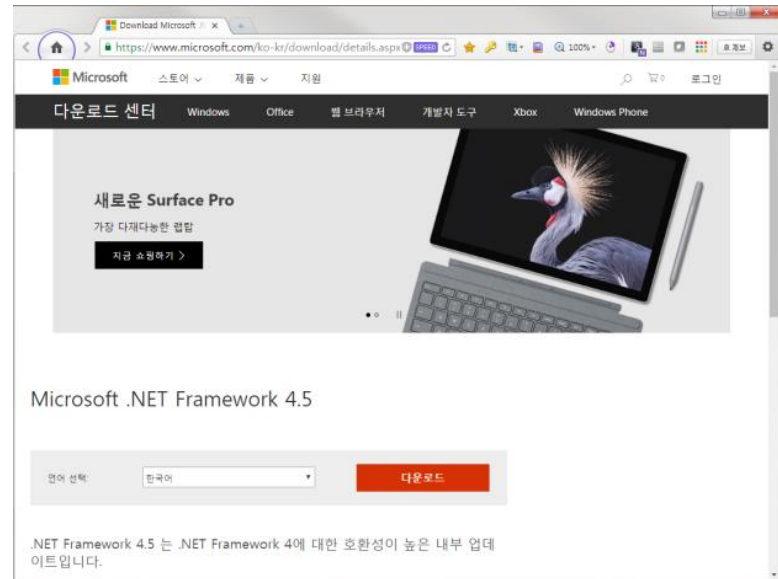 Download Microsoft
https://www.microsoft.com/ko-kr/download/details.aspx
SPEED
100%
Microsoft
스토어
제품
지원
0
로그인
다운로드 센터
Windows
Office
웹 브라우저
개발자 도구
Xbox
Windows Phone
새로운 Surface Pro
가장 다재다능한 랩탑
지금 쇼핑하기 >
Microsoft .NET Framework 4.5
언어 선택:
한국어
다운로드
.NET Framework 4.5 는 .NET Framework 4에 대한 호환성이 높은 내부 업데
이트입니다.